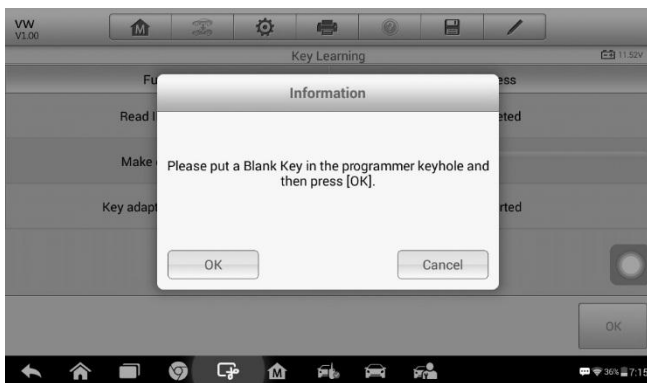 VW
V1.00
Key Learning
11.52V
Information
Read
Make
Please put a Blank Key in the programmer keyhole and
then press [OK].
Key
OK
Cancel
OK
36%
7:15